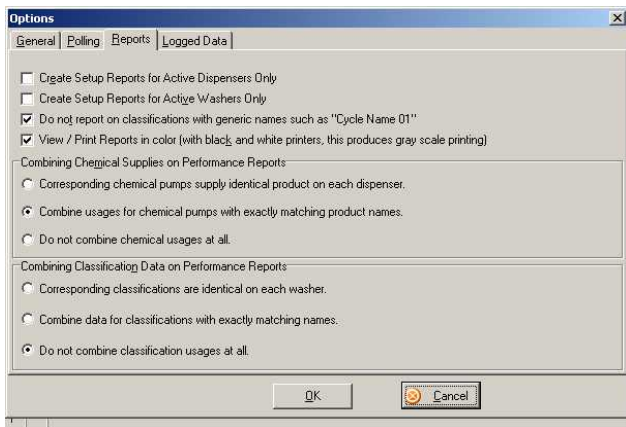 Options
General Polling Reports Logged Data
Create Setup Reports for Active Dispensers Only
Create Setup Reports for Active Washers Only
Do not report on classifications with generic names such as "Cycle Name 01"
View / Print Reports in color (with black and white printers, this produces gray scale printing)
Combining Chemical Supplies on Performance Reports
Corresponding chemical pumps supply identical product on each dispenser.
Combine usages for chemical pumps with exactly matching product names.
Do not combine chemical usages at all.
Combining Classification Data on Performance Reports
Corresponding classifications are identical on each washer.
Combine data for classifications with exactly matching names.
Do not combine classification usages at all.
OK Cancel